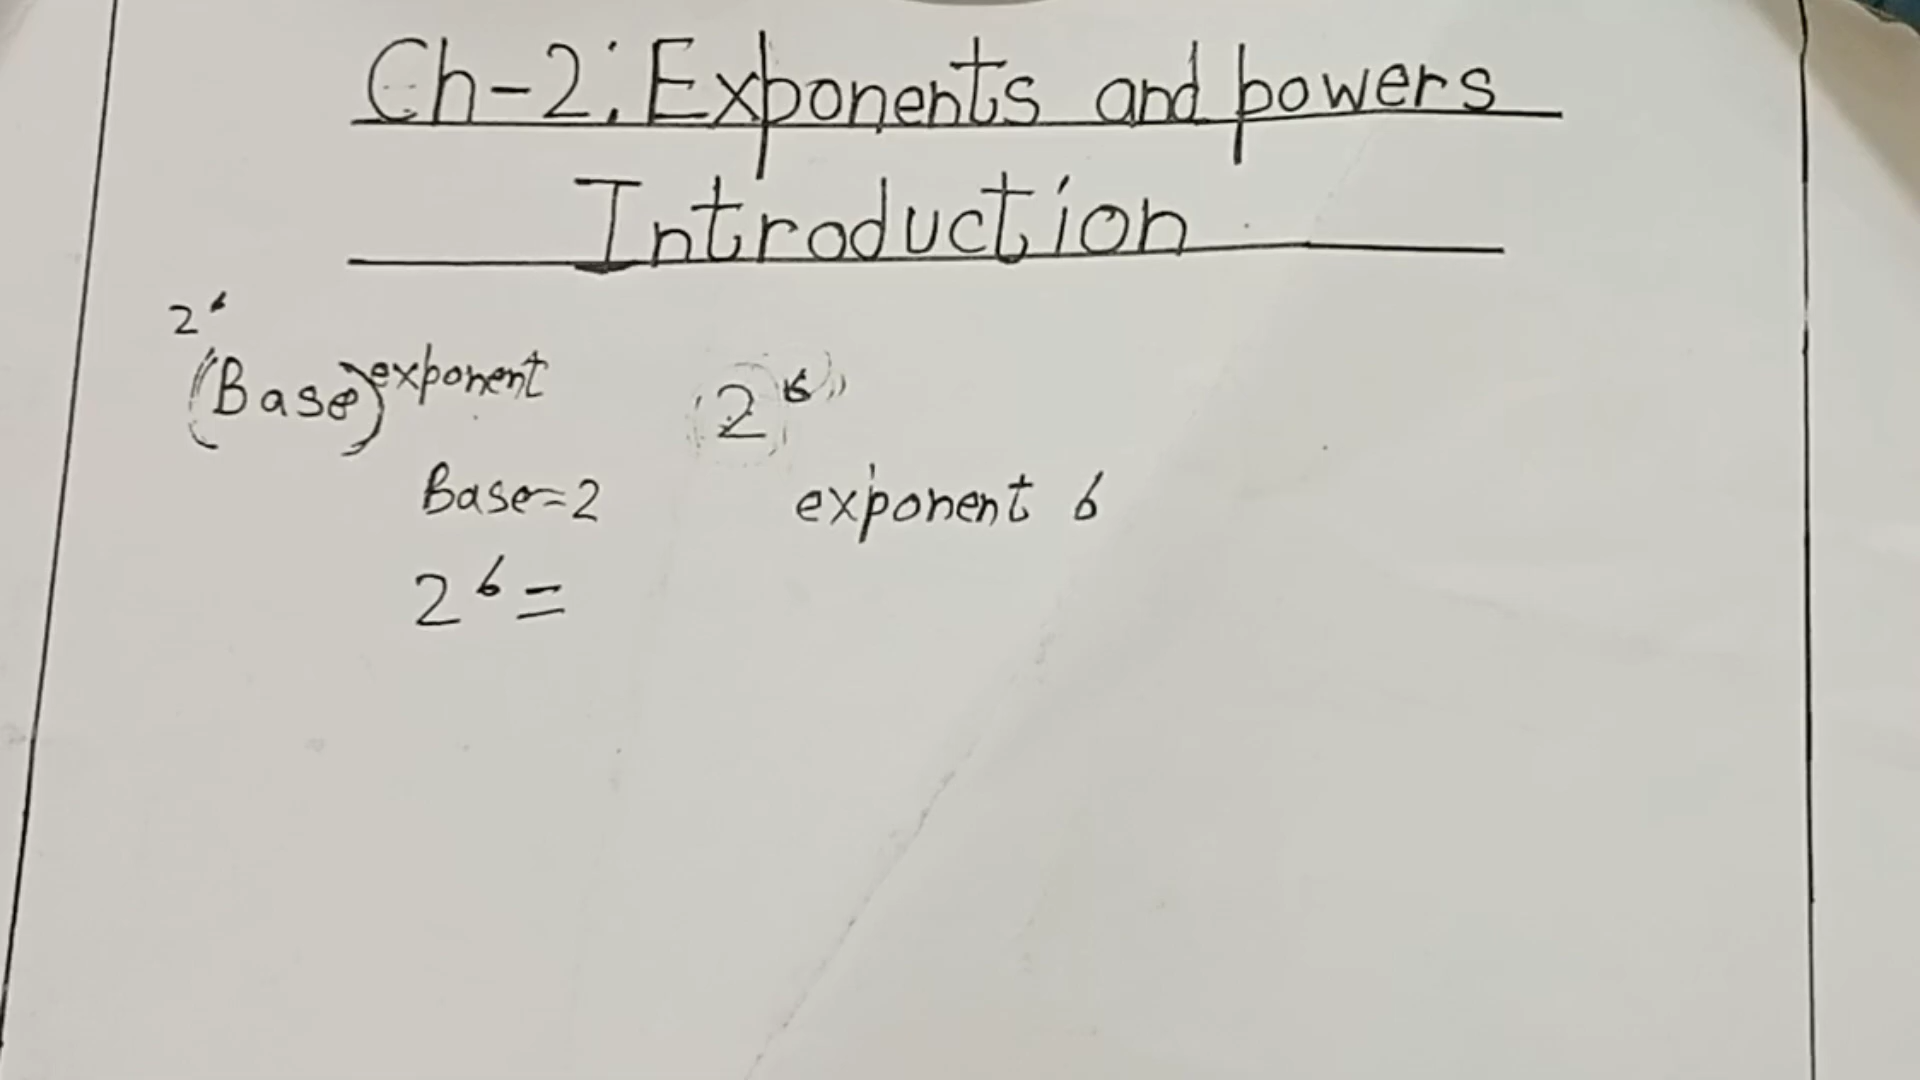 Ch-2: Exponents and powers
Introduction
2⁶
(Base)^exponent 2⁶
Base=2 exponent 6
2⁶=